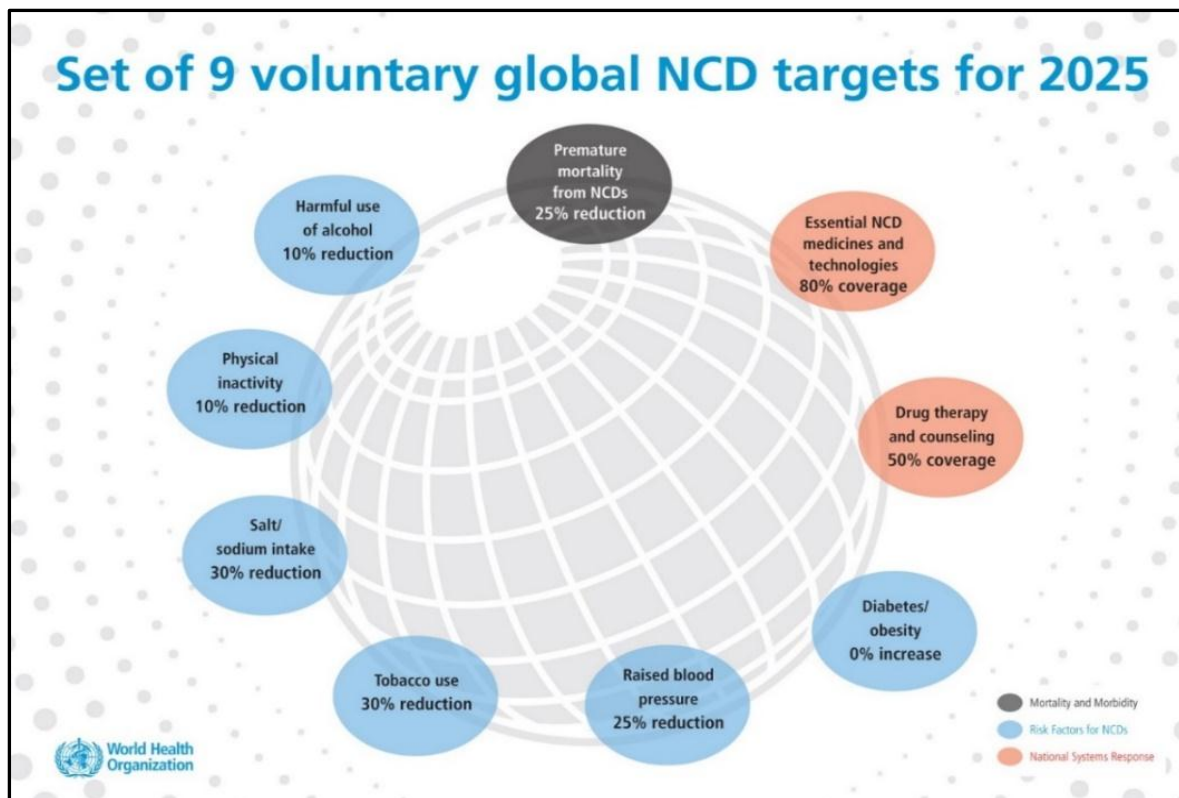 Set of 9 voluntary global NCD targets for 2025
Premature
mortality
from NCDs
25% reduction
Essential NCD
medicines and
technologies
80% coverage
Drug therapy
and counseling
50% coverage
Diabetes/
obesity
0% increase
Raised blood
pressure
25% reduction
Tobacco use
30% reduction
Salt/
sodium intake
30% reduction
Physical
inactivity
10% reduction
Harmful use
of alcohol
10% reduction
Mortality and Morbidity
Risk Factors for NCDs
National Systems Response
World Health
Organization